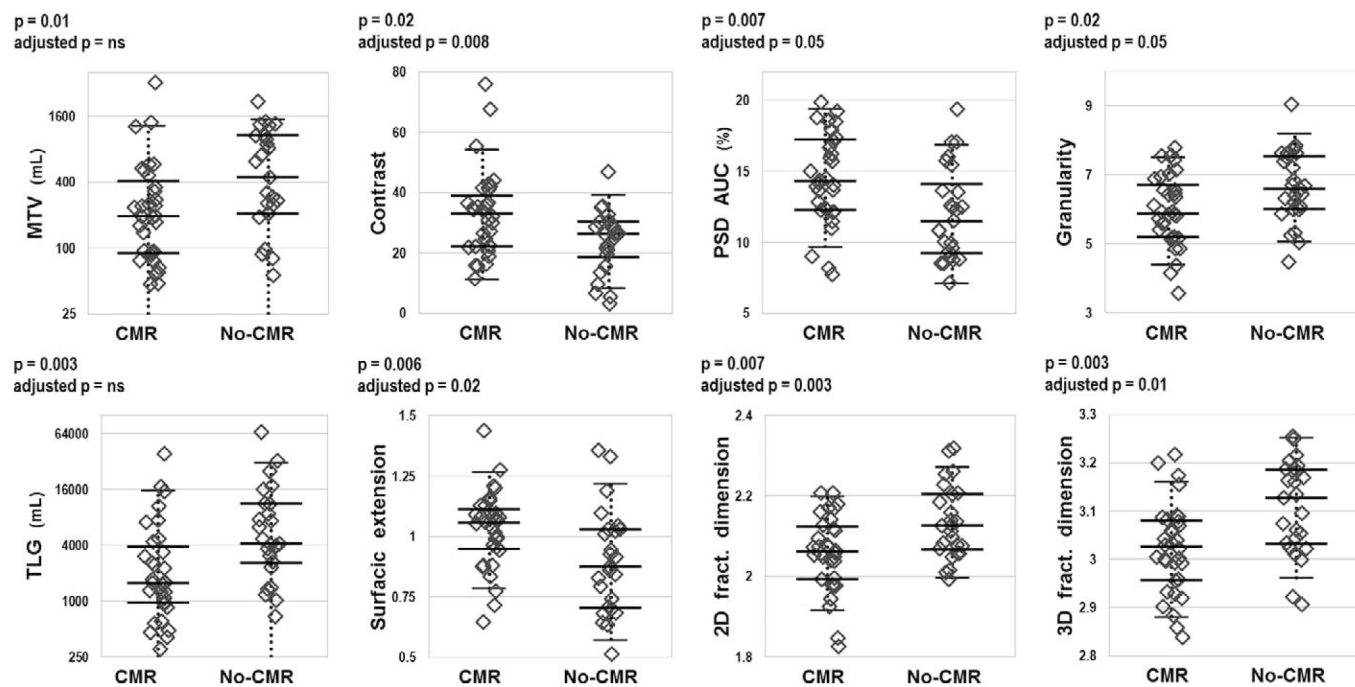 p = 0.01
adjusted p = ns
MTV (mL)
1600
400
100
25
CMR No-CMR
p = 0.02
adjusted p = 0.008
Contrast
80
60
40
20
0
CMR No-CMR
p = 0.007
adjusted p = 0.05
PSD AUC (%)
20
15
10
5
CMR No-CMR
p = 0.02
adjusted p = 0.05
Granularity
9
7
5
3
CMR No-CMR
p = 0.003
adjusted p = ns
TLG (mL)
64000
16000
4000
1000
250
CMR No-CMR
p = 0.006
adjusted p = 0.02
Surfacic extension
1.5
1.25
1
0.75
0.5
CMR No-CMR
p = 0.007
adjusted p = 0.003
2D fract. dimension
2.4
2.2
2
1.8
CMR No-CMR
p = 0.003
adjusted p = 0.01
3D fract. dimension
3.3
3.2
3.1
3.0
2.9
2.8
CMR No-CMR